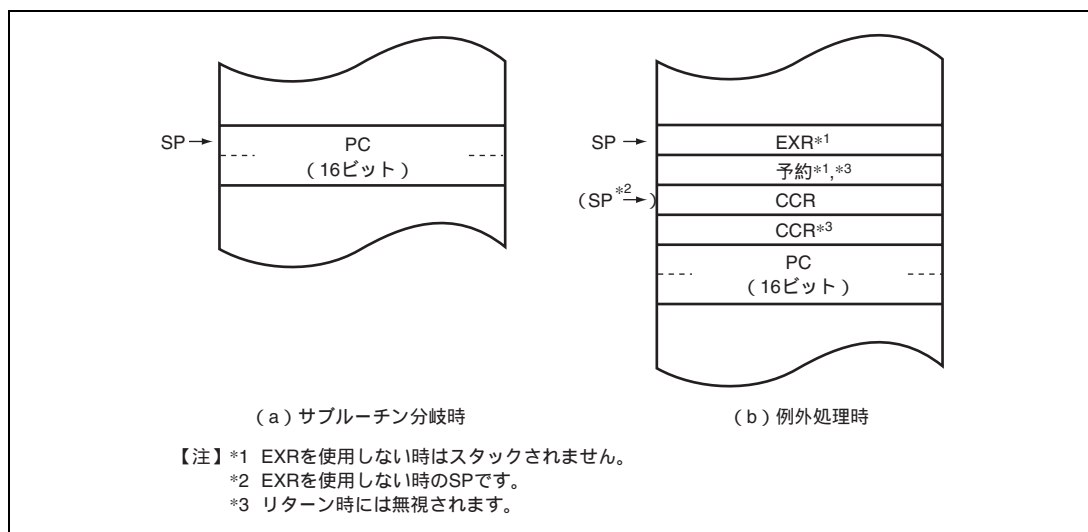 SP→
PC
（16ビット）
（a）サブルーチン分岐時
SP →
EXR*1
予約*1,*3
（SP*2→）
CCR
CCR*3
PC
（16ビット）
（b）例外処理時
【注】*1 EXRを使用しない時はスタックされません。
*2 EXRを使用しない時のSPです。
*3 リターン時には無視されます。